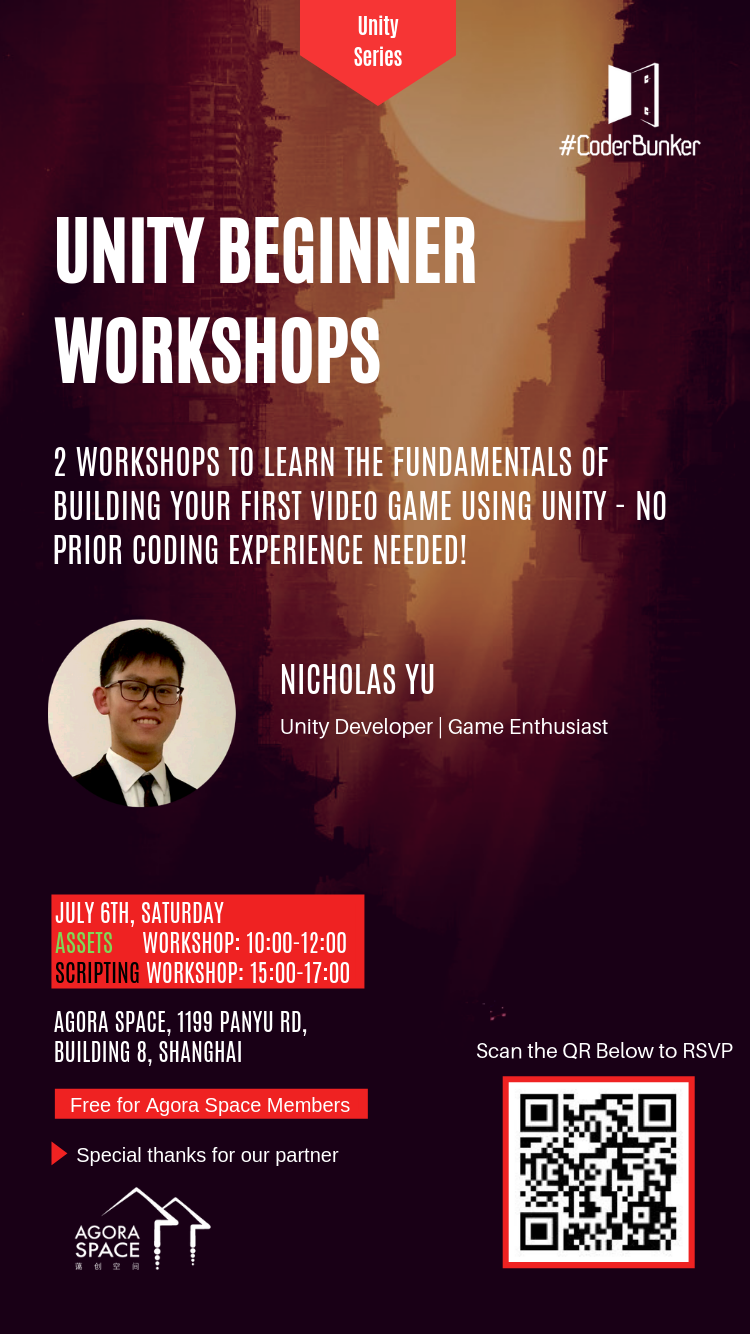 Unity
Series
#CoderBunker
UNITY BEGINNER
WORKSHOPS
2 WORKSHOPS TO LEARN THE FUNDAMENTALS OF
BUILDING YOUR FIRST VIDEO GAME USING UNITY - NO
PRIOR CODING EXPERIENCE NEEDED!
NICHOLAS YU
Unity Developer | Game Enthusiast
JULY 6TH, SATURDAY
ASSETS WORKSHOP: 10:00-12:00
SCRIPTING WORKSHOP: 15:00-17:00
AGORA SPACE, 1199 PANYU RD,
BUILDING 8, SHANGHAI
Scan the QR Below to RSVP
Free for Agora Space Members
Special thanks for our partner
AGORA
SPACE
创 空 间